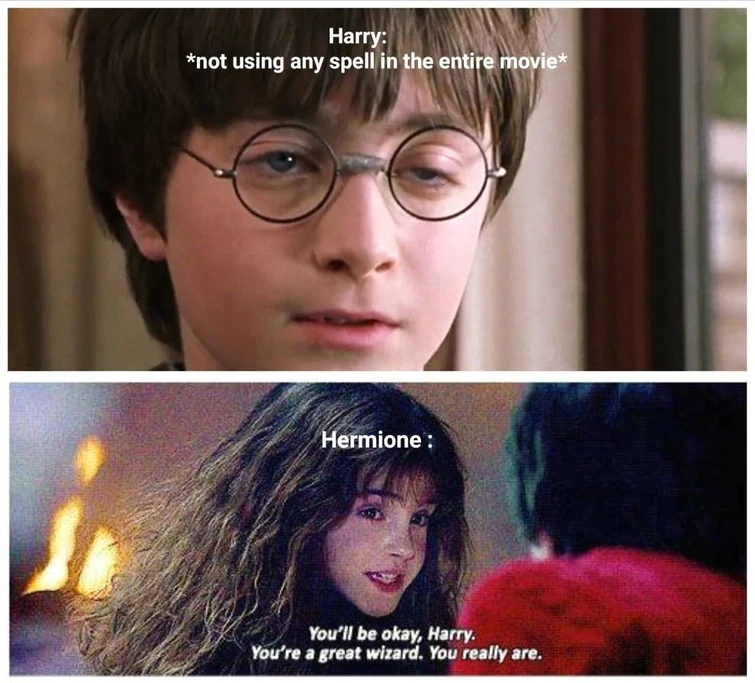 Harry:
*not using any spell in the entire movie*
Hermione :
You'll be okay, Harry.
You're a great wizard. You really are.